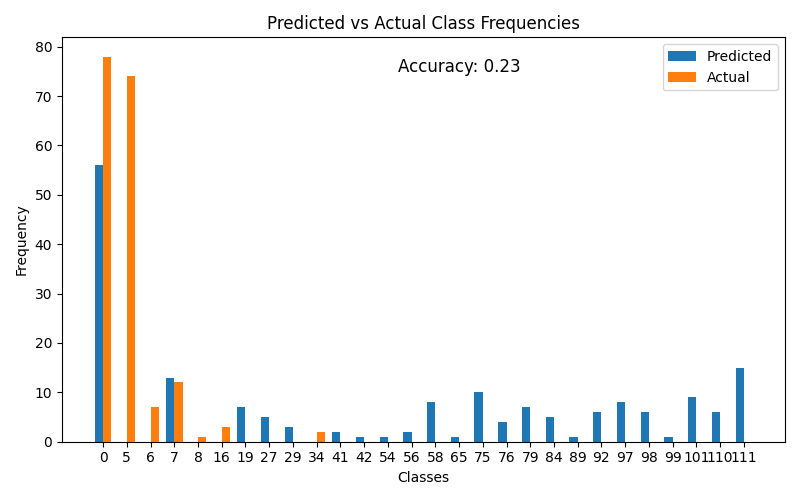 Predicted vs Actual Class Frequencies
Accuracy: 0.23
Predicted
Actual
Frequency
80
70
60
50
40
30
20
10
0
0 5 6 7 8 16 19 27 29 34 41 42 54 56 58 65 75 76 79 84 89 92 97 98 99 101 110 111
Classes